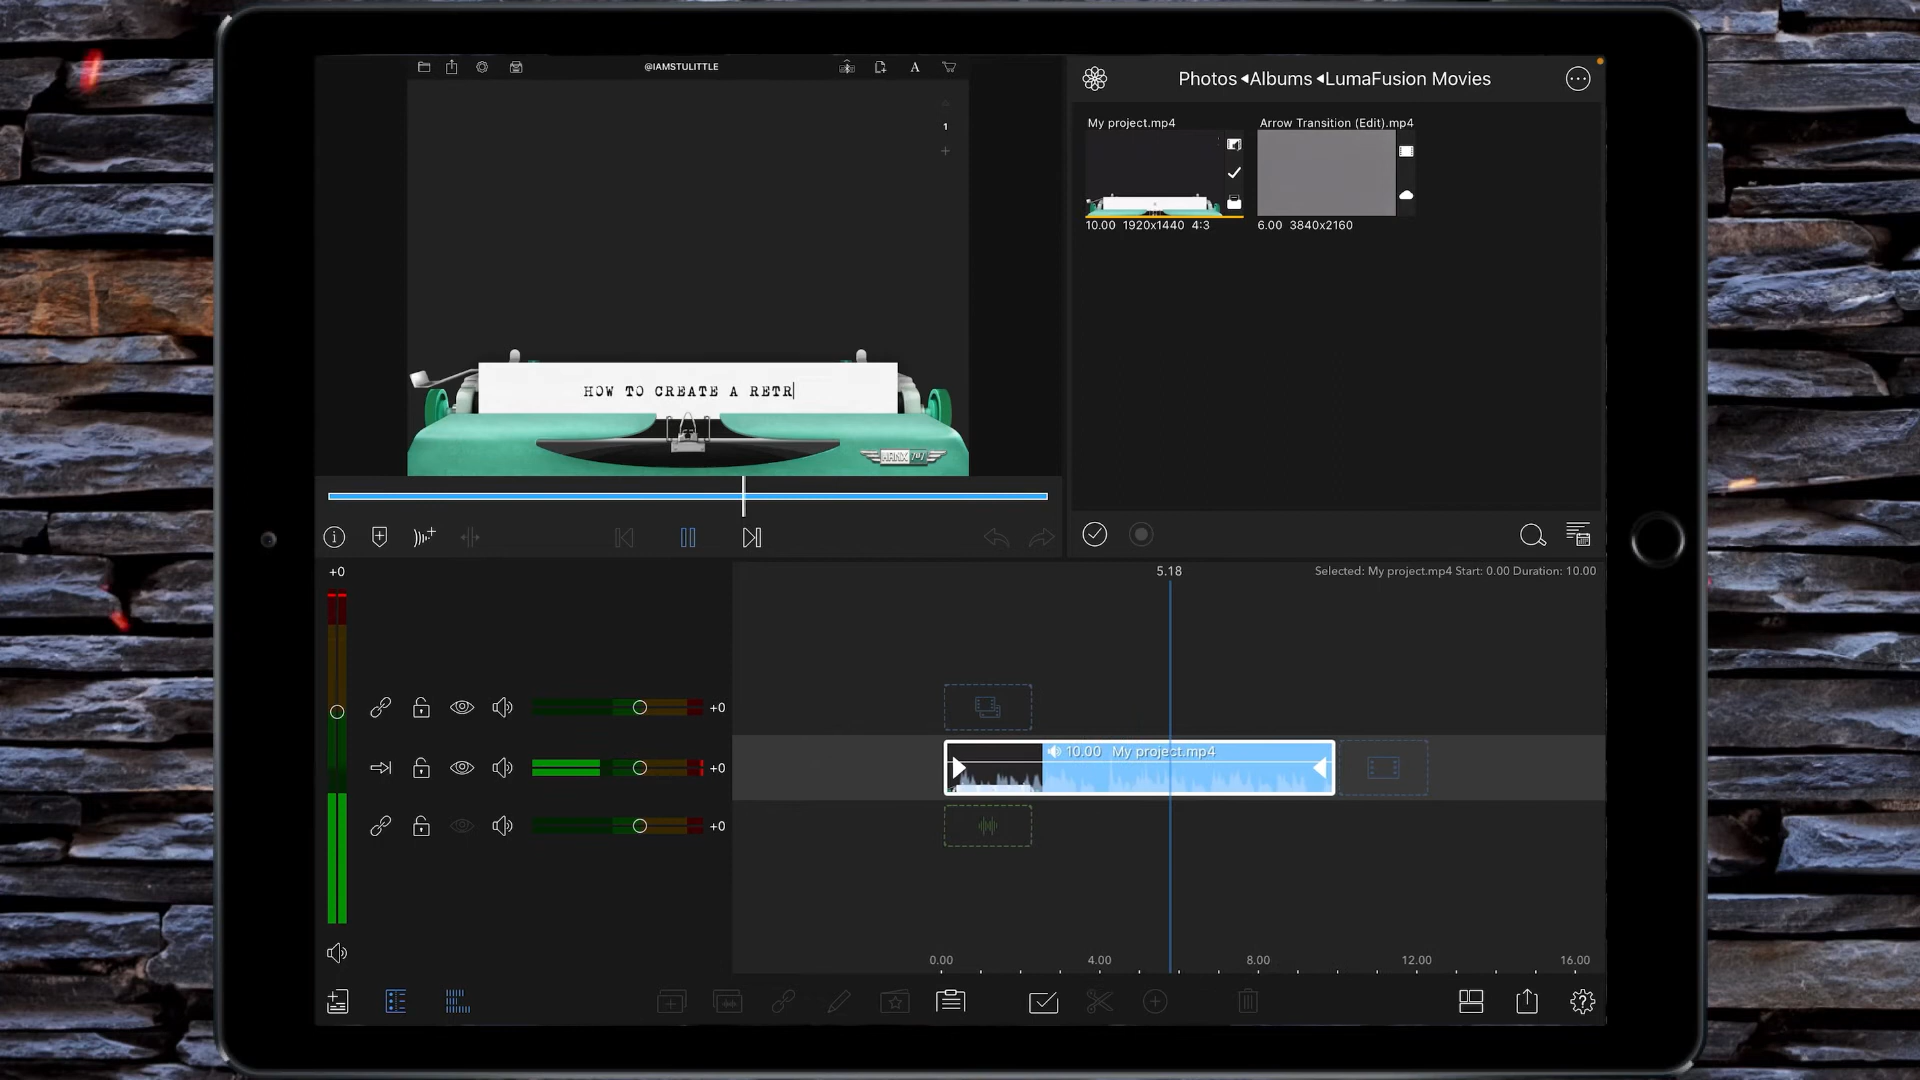 @IAMSTULITTLE
A
1
HOW TO CREATE A RETR
HANX 707
Photos Albums LumaFusion Movies
My project.mp4
Arrow Transition (Edit).mp4
10.00 1920x1440 4:3
6.00 3840x2160
+0
5.18
Selected: My project.mp4 Start: 0.00 Duration: 10.00
+0
10.00 My project.mp4
+0
+0
0.00 4.00 8.00 12.00 16.00